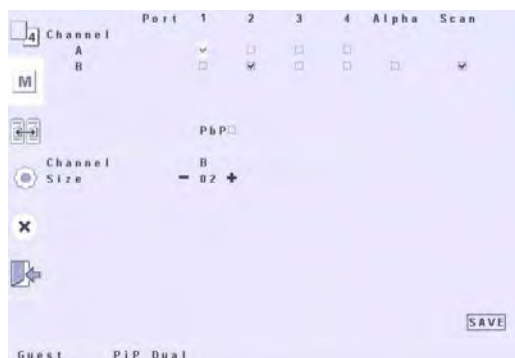 Port 1 2 3 4 Alpha Scan
4 Channel
A
B
M
PbP
Channel B
Size - 02 +
SAVE
Guest PiP Dual